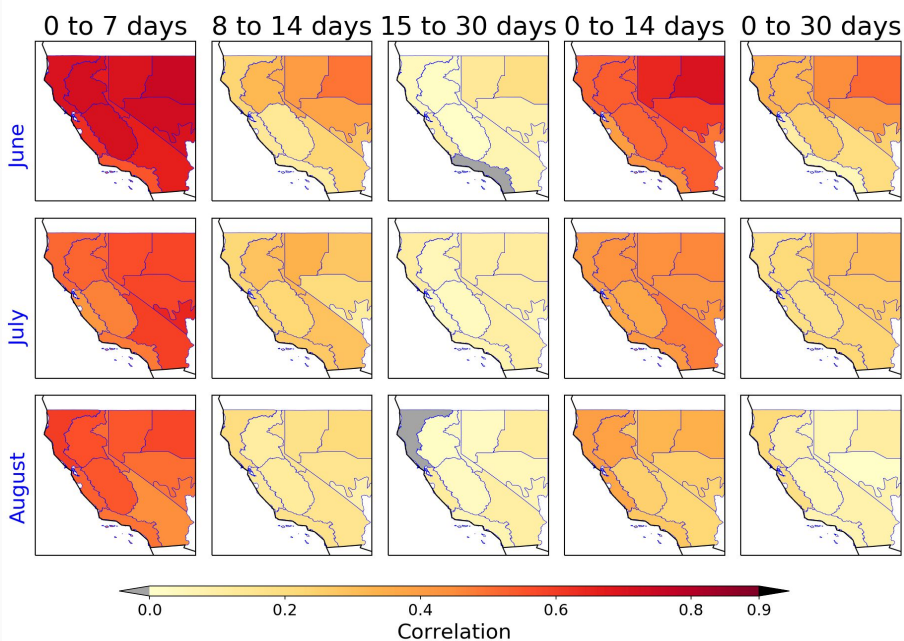 0 to 7 days 8 to 14 days 15 to 30 days 0 to 14 days 0 to 30 days
June
July
August
0.0 0.2 0.4 0.6 0.8 0.9
Correlation